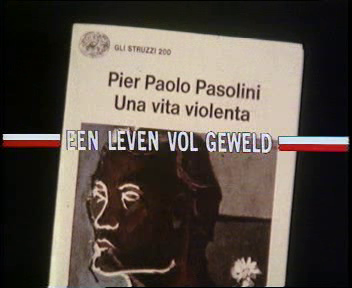 GLI STRUZZI 200
Pier Paolo Pasolini
Una vita violenta
EEN LEVEN VOL GEWELD